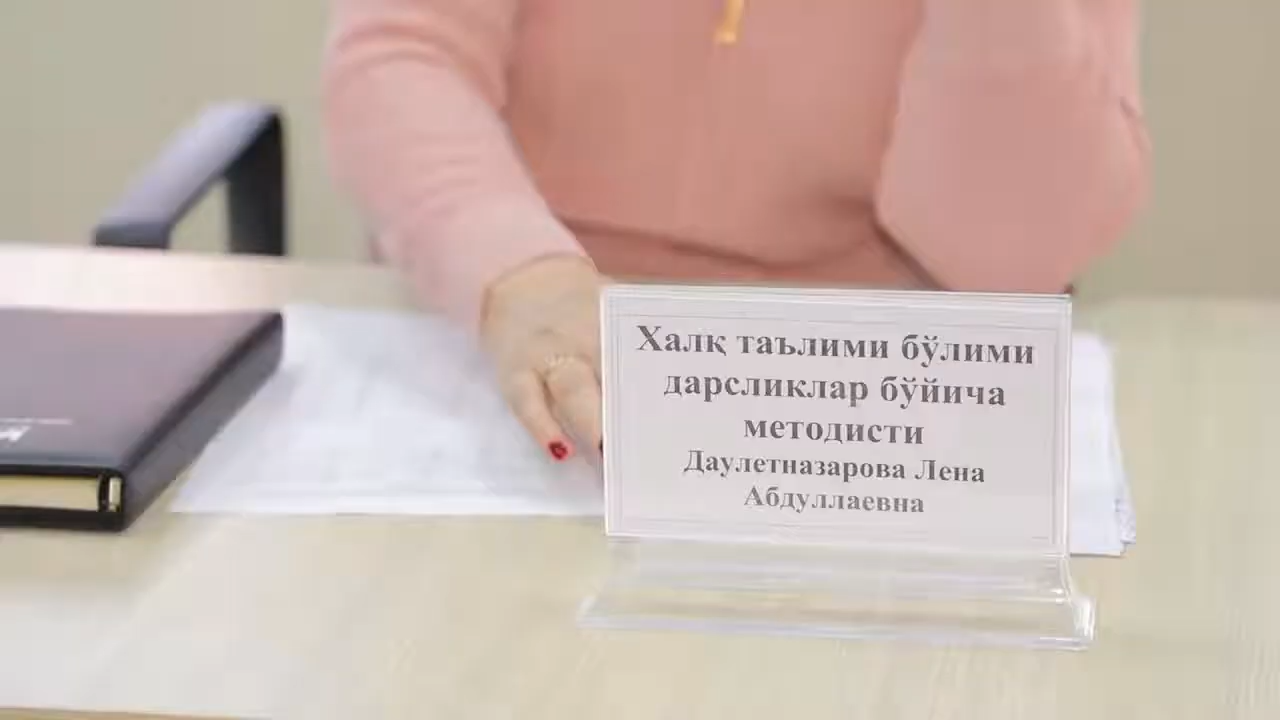 Халқ таълими бўлими
дарсликлар бўйича
методисти
Даулетназарова Лена
Абдуллаевна